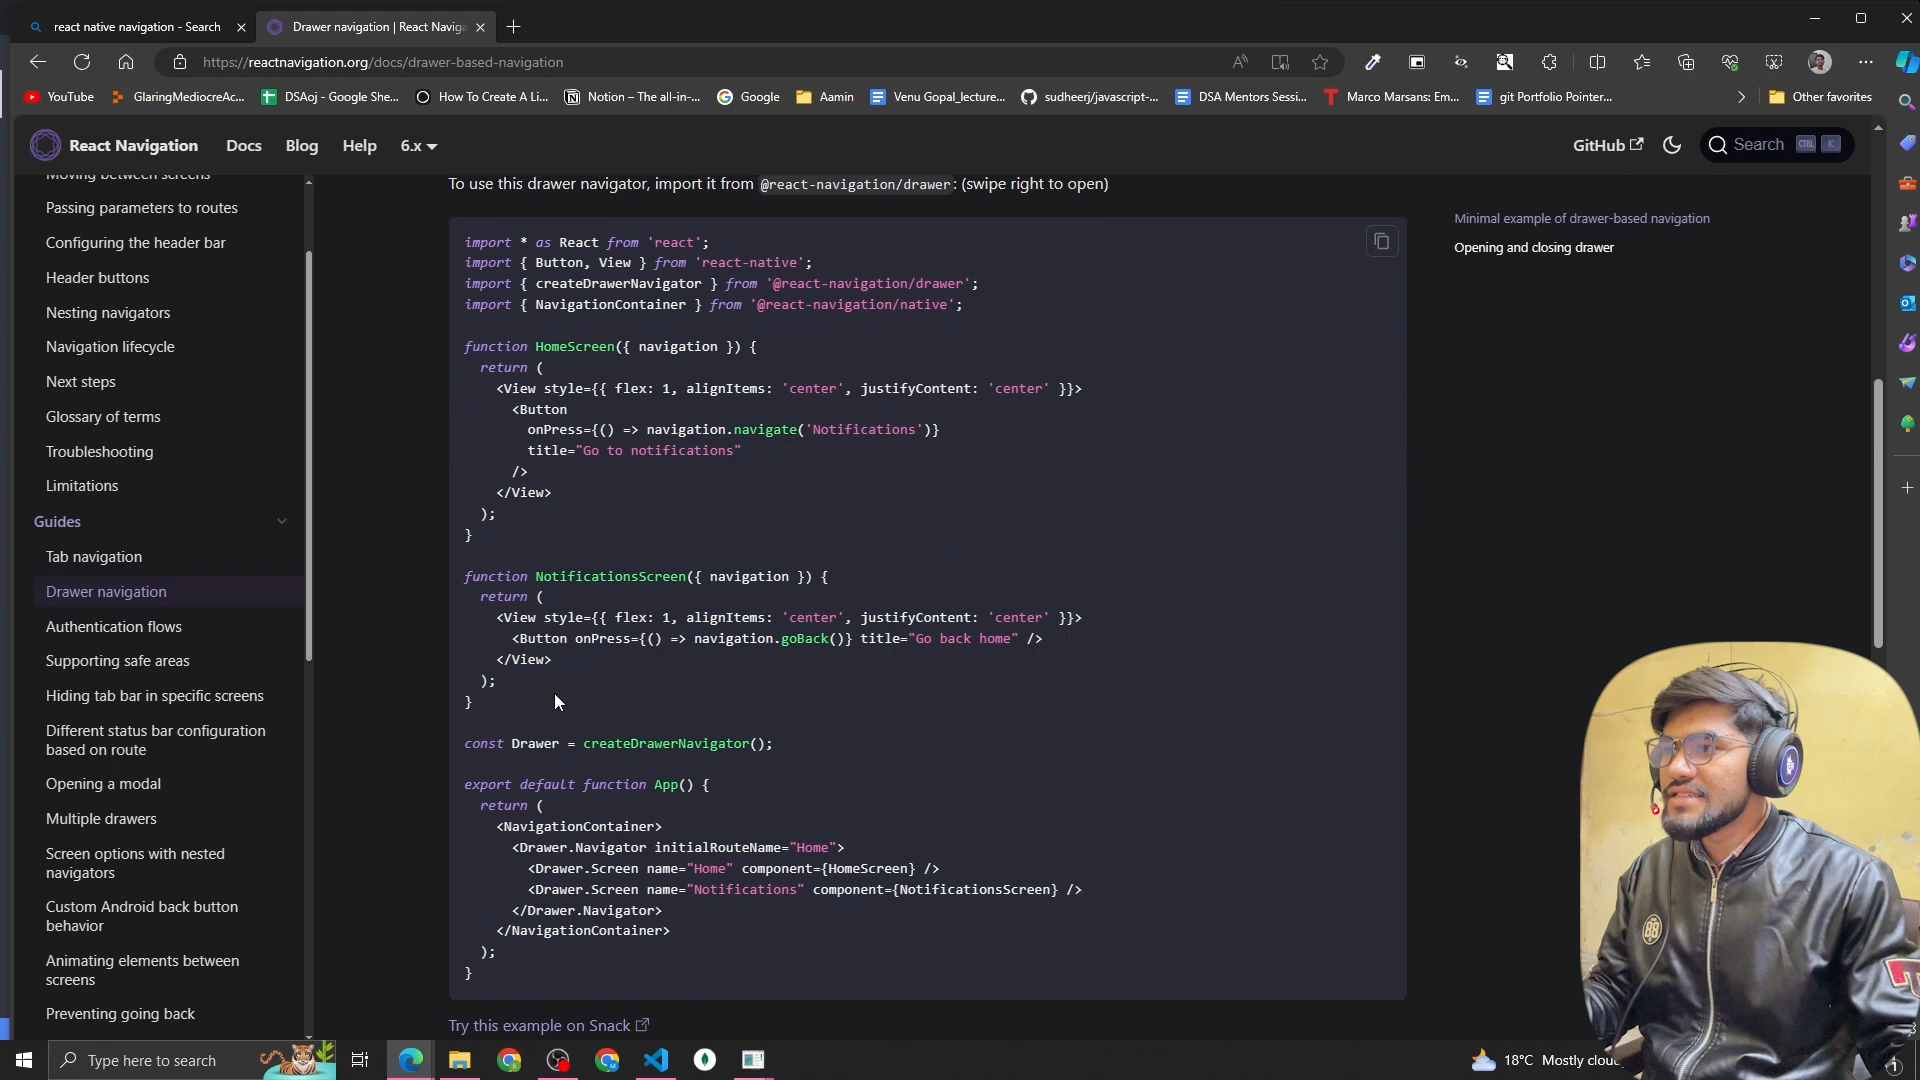 react native navigation - Search
Drawer navigation | React Naviga
https://reactnavigation.org/docs/drawer-based-navigation
YouTube
GlaringMediocreAc...
DSAoj - Google She...
How To Create A Li...
Notion – The all-in-...
Google
Aamin
Venu Gopal_lecture...
sudheerj/javascript-...
DSA Mentors Sessi...
Marco Marsans: Em...
git Portfolio Pointer...
Other favorites
React Navigation
Docs
Blog
Help
6.x
GitHub
Search
CTRL
K
Moving between screens
Passing parameters to routes
Configuring the header bar
Header buttons
Nesting navigators
Navigation lifecycle
Next steps
Glossary of terms
Troubleshooting
Limitations
Guides
Tab navigation
Drawer navigation
Authentication flows
Supporting safe areas
Hiding tab bar in specific screens
Different status bar configuration
based on route
Opening a modal
Multiple drawers
Screen options with nested
navigators
Custom Android back button
behavior
Animating elements between
screens
Preventing going back
To use this drawer navigator, import it from @react-navigation/drawer: (swipe right to open)
import * as React from 'react';
import { Button, View } from 'react-native';
import { createDrawerNavigator } from '@react-navigation/drawer';
import { NavigationContainer } from '@react-navigation/native';
function HomeScreen({ navigation }) {
return (
<View style={{ flex: 1, alignItems: 'center', justifyContent: 'center' }}>
<Button
onPress={() => navigation.navigate('Notifications')}
title="Go to notifications"
/>
</View>
);
}
function NotificationsScreen({ navigation }) {
return (
<View style={{ flex: 1, alignItems: 'center', justifyContent: 'center' }}>
<Button onPress={() => navigation.goBack()} title="Go back home" />
</View>
);
}
const Drawer = createDrawerNavigator();
export default function App() {
return (
<NavigationContainer>
<Drawer.Navigator initialRouteName="Home">
<Drawer.Screen name="Home" component={HomeScreen} />
<Drawer.Screen name="Notifications" component={NotificationsScreen} />
</Drawer.Navigator>
</NavigationContainer>
);
}
Try this example on Snack
Minimal example of drawer-based navigation
Opening and closing drawer
88
Type here to search
18°C Mostly clou
1